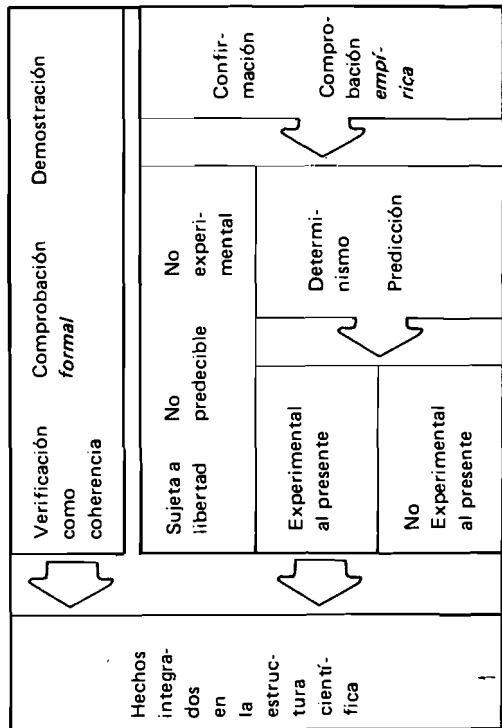 Hechos
integra-
dos
en
la
estruc-
tura
cientí-
fica
Verificación
como
coherencia
Comprobación
formal
Demostración
Sujeta a
libertad
No
predecible
No
experi-
mental
Experimental
al presente
No
Experimental
al presente
Determi-
nismo
Predicción
Confir-
mación
Compro-
bación
empí-
rica